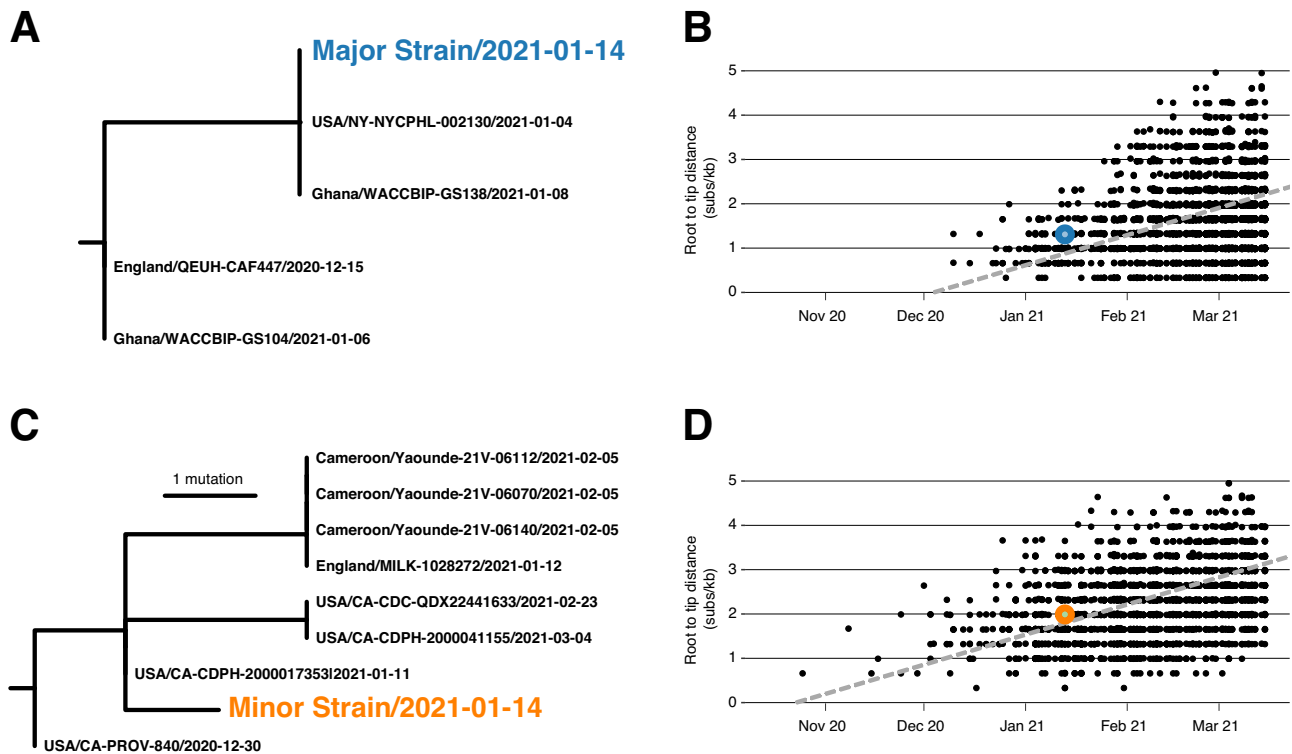 A
Major Strain/2021-01-14
USA/NY-NYCPHL-002130/2021-01-04
Ghana/WACCBIP-GS138/2021-01-08
England/QEUH-CAF447/2020-12-15
Ghana/WACCBIP-GS104/2021-01-06
B
Root to tip distance
(subs/kb)
5
4
3
2
1
0
Nov 20 Dec 20 Jan 21 Feb 21 Mar 21
C
1 mutation
Cameroon/Yaounde-21V-06112/2021-02-05
Cameroon/Yaounde-21V-06070/2021-02-05
Cameroon/Yaounde-21V-06140/2021-02-05
England/MILK-1028272/2021-01-12
USA/CA-CDC-QDX22441633/2021-02-23
USA/CA-CDPH-2000041155/2021-03-04
USA/CA-CDPH-2000017353l2021-01-11
Minor Strain/2021-01-14
USA/CA-PROV-840/2020-12-30
D
Root to tip distance
(subs/kb)
5
4
3
2
1
0
Nov 20 Dec 20 Jan 21 Feb 21 Mar 21